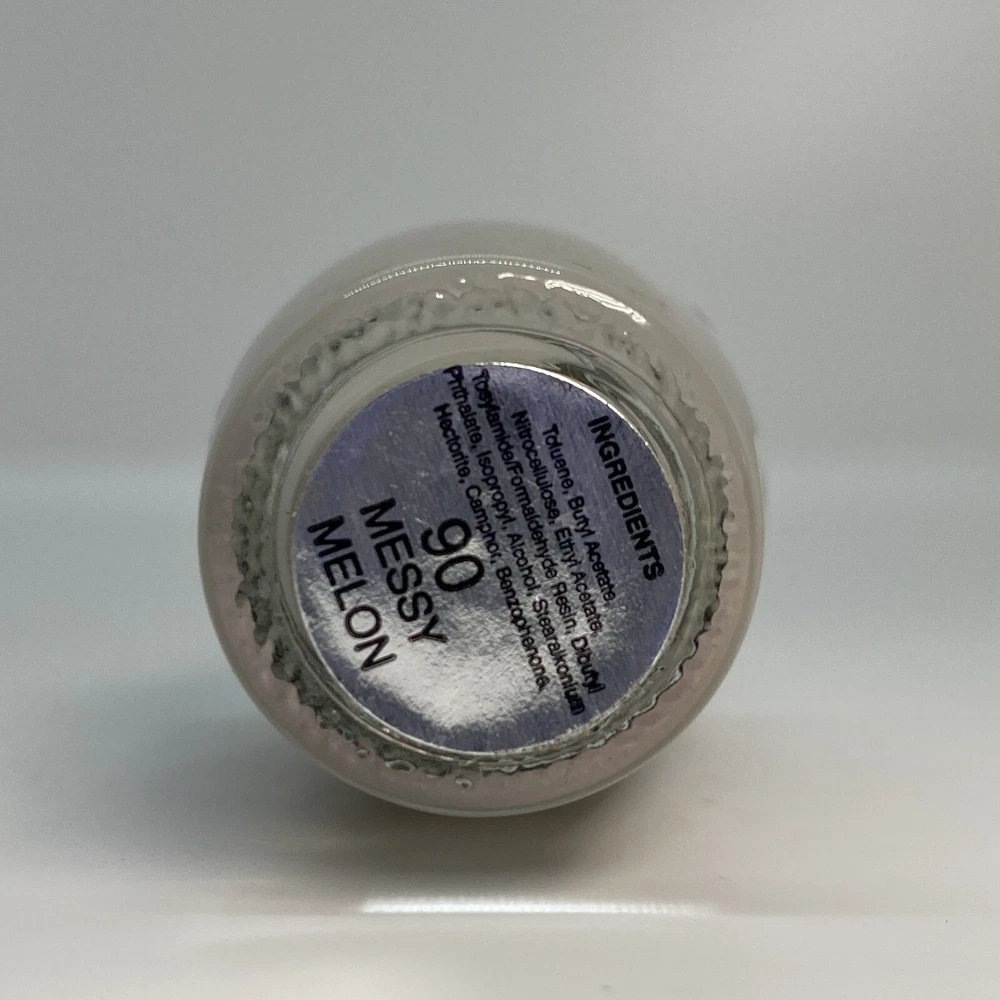 INGREDIENTS
Toluene, Butyl Acetate,
Nitrocellulose, Ethyl Acetate,
Tosylamide/Formaldehyde Resin, Dibutyl
Phthalate, Isopropyl, Alcohol, Stearalkonium
Hectorite, Camphor, Benzophenone,
90
MESSY
MELON